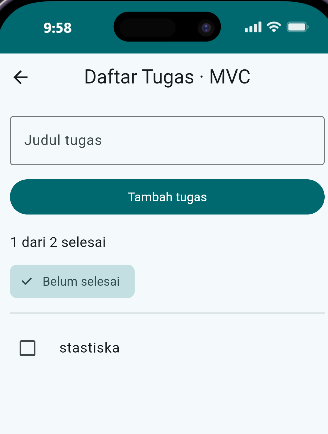 9:58
Daftar Tugas · MVC
Judul tugas
Tambah tugas
1 dari 2 selesai
Belum selesai
stastiska